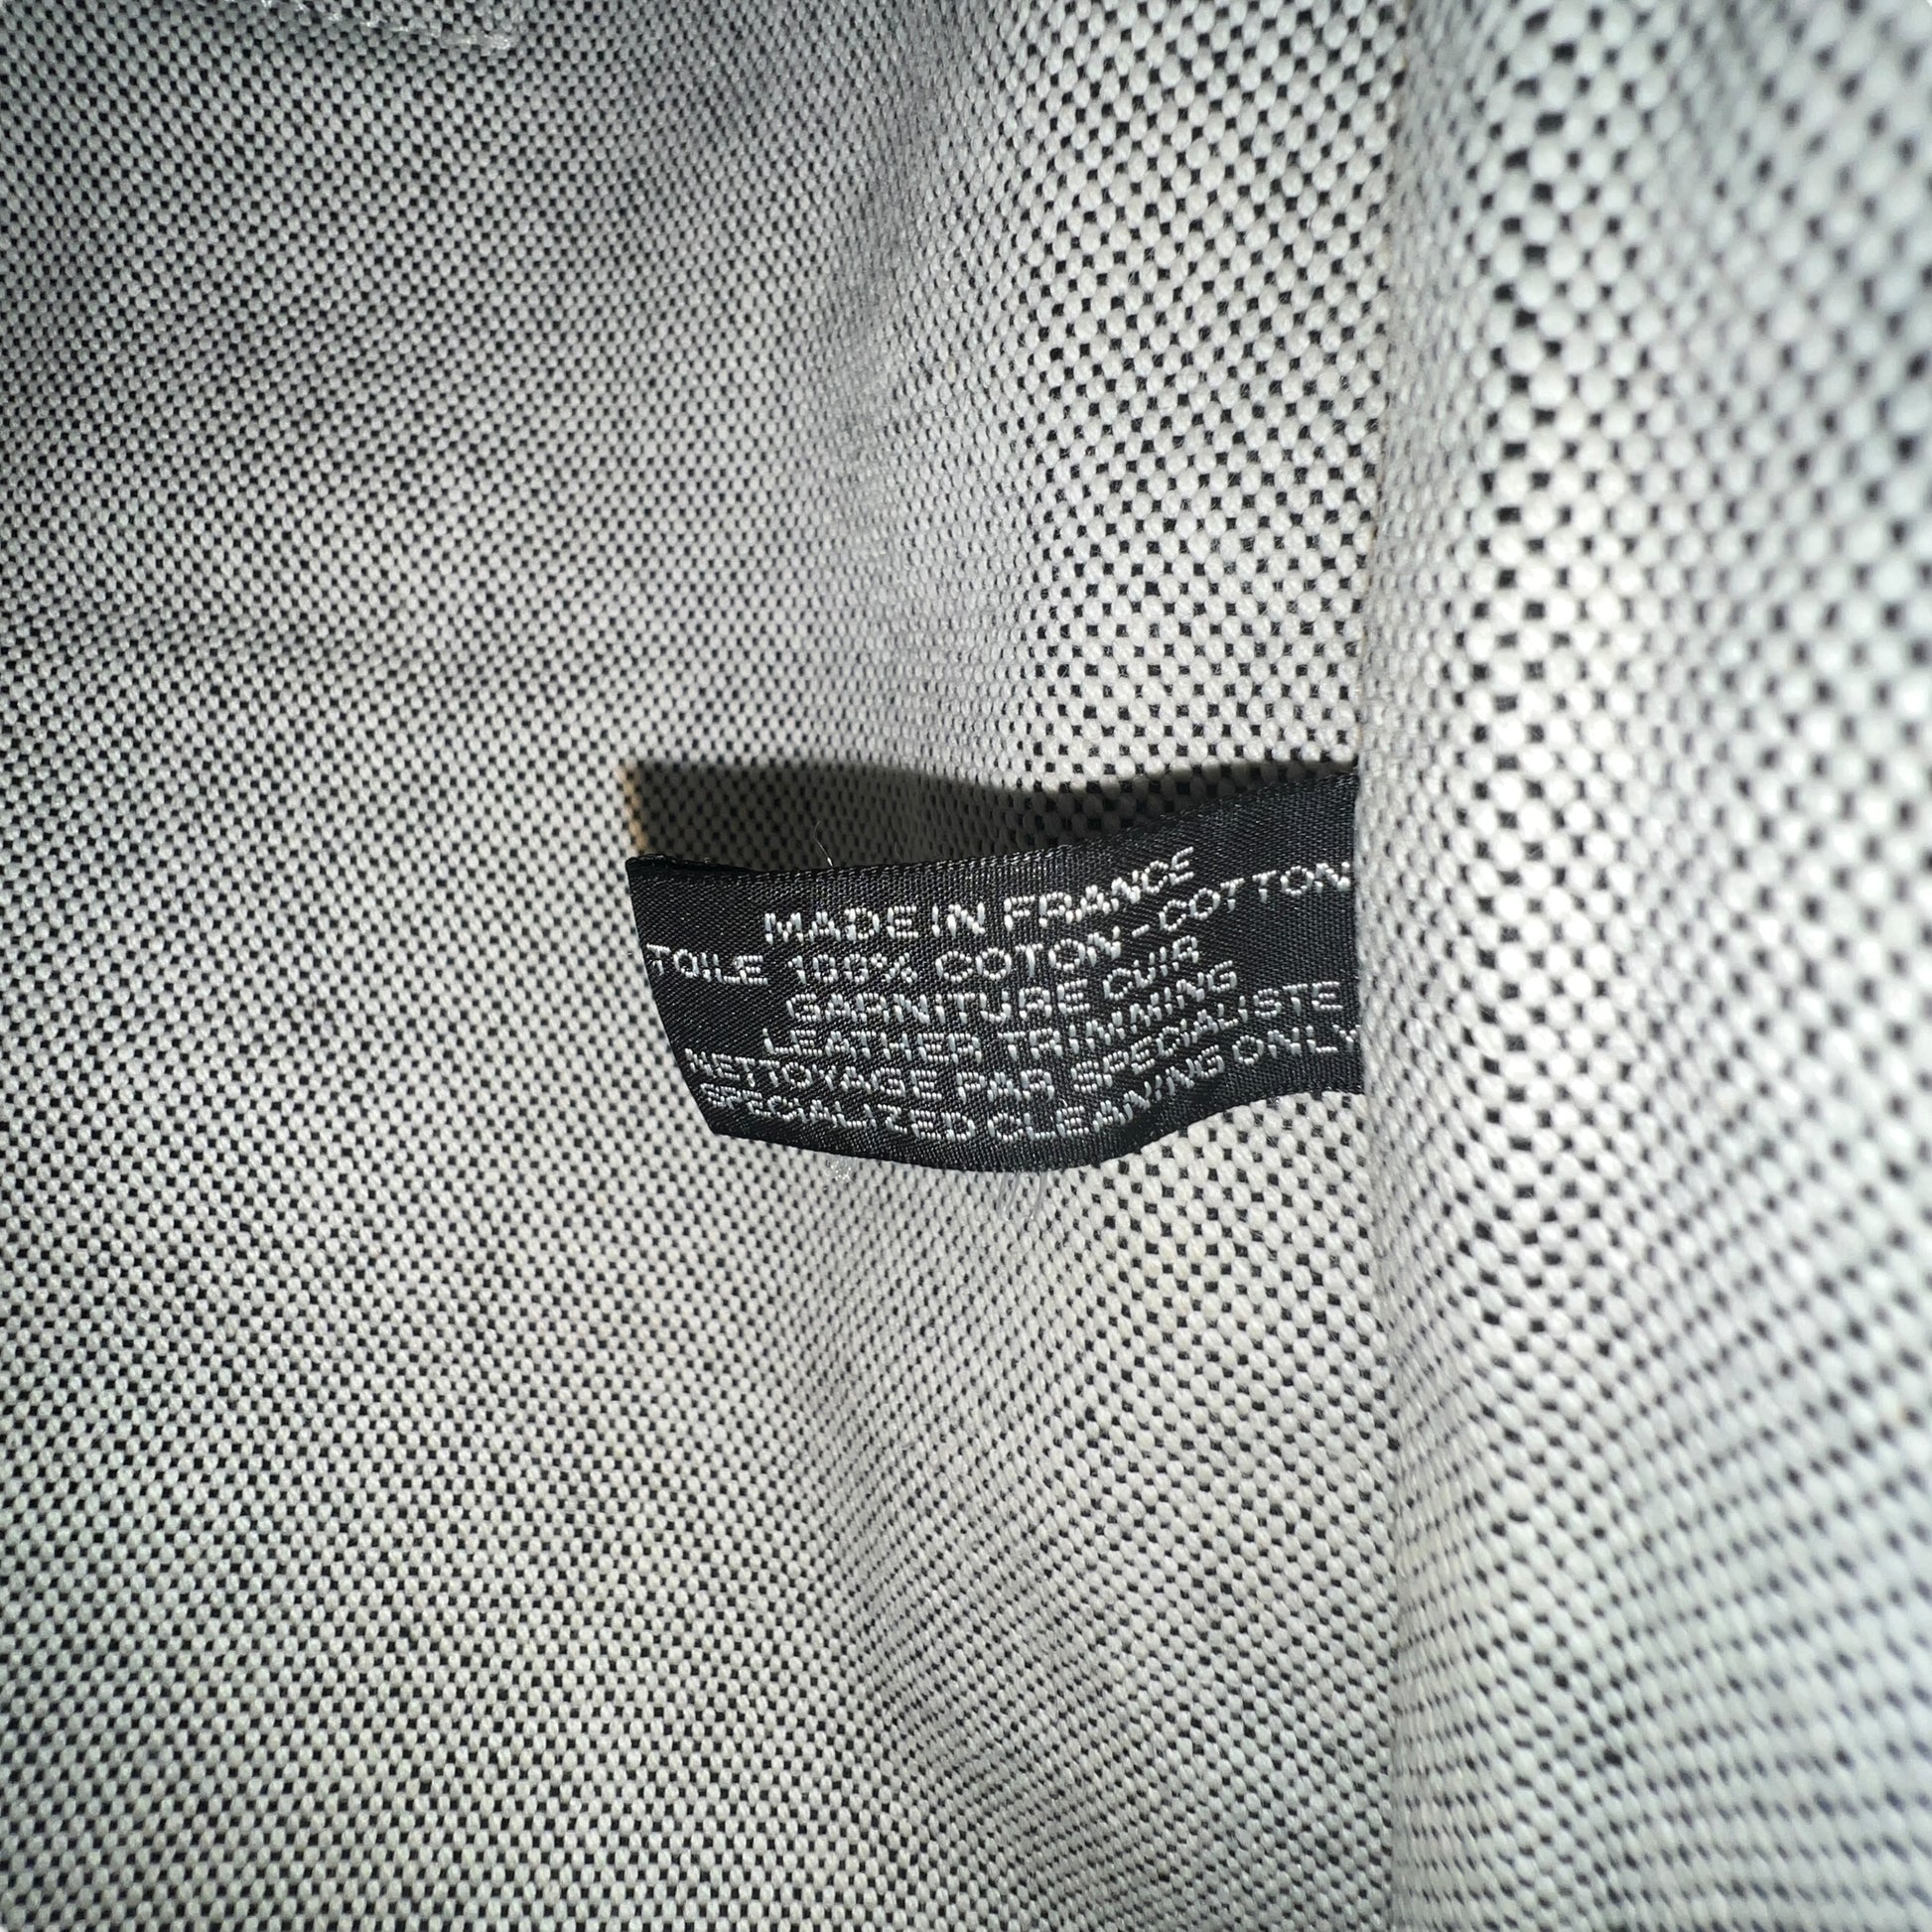 MADE IN FRANCE
TOILE 100% COTON-COTTON
GARNITURE CUIR
LEATHER TRIMMING
NETTOYAGE PAR SPECIALISTE
SPECIALIZED CLEANING ONLY